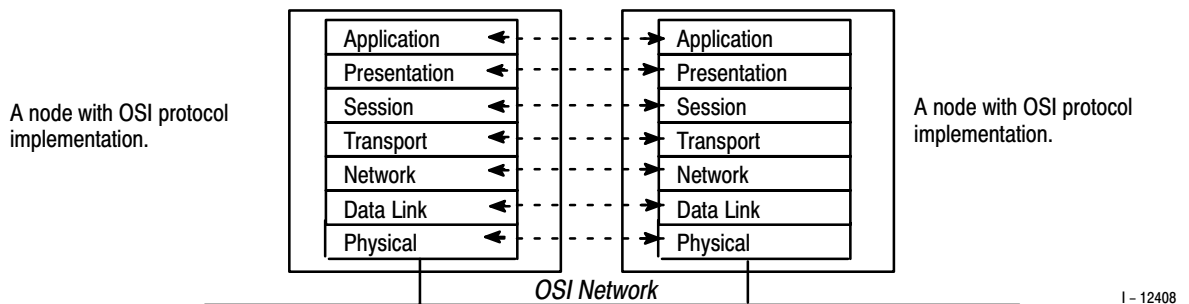 A node with OSI protocol
implementation.
Application
Presentation
Session
Transport
Network
Data Link
Physical
Application
Presentation
Session
Transport
Network
Data Link
Physical
A node with OSI protocol
implementation.
OSI Network
I – 12408